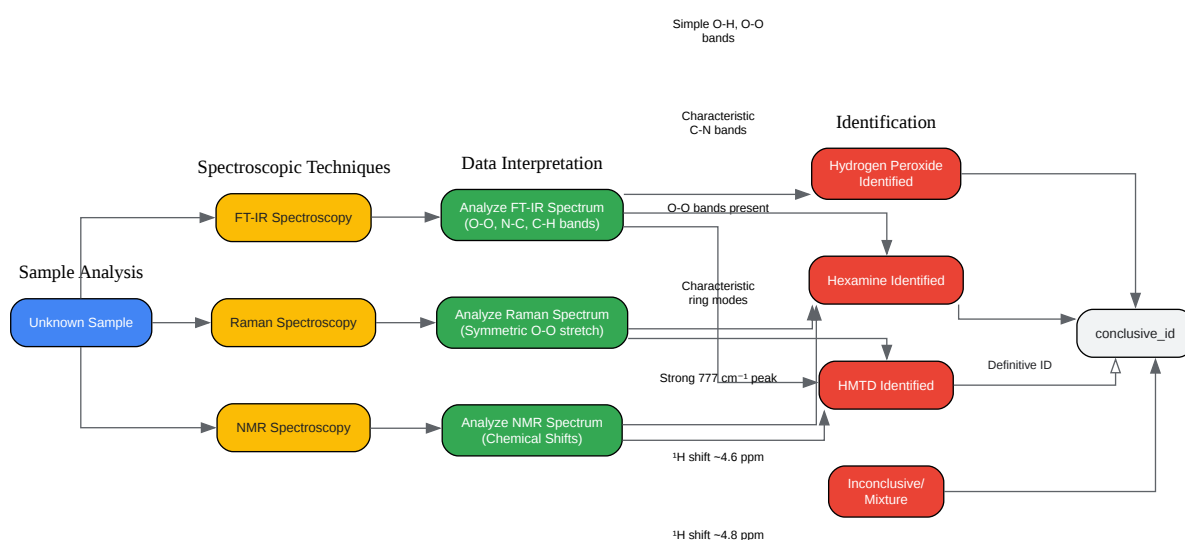 Simple O-H, O-O
bands
Characteristic
C-N bands
Identification
Spectroscopic Techniques
Data Interpretation
Hydrogen Peroxide
Identified
FT-IR Spectroscopy
Analyze FT-IR Spectrum
(O-O, N-C, C-H bands)
O-O bands present
Sample Analysis
Hexamine Identified
Characteristic
ring modes
Unknown Sample
Raman Spectroscopy
Analyze Raman Spectrum
(Symmetric O-O stretch)
conclusive_id
Definitive ID
Strong 777 cm⁻¹ peak
HMTD Identified
NMR Spectroscopy
Analyze NMR Spectrum
(Chemical Shifts)
¹H shift ~4.6 ppm
Inconclusive/
Mixture
¹H shift ~4.8 ppm